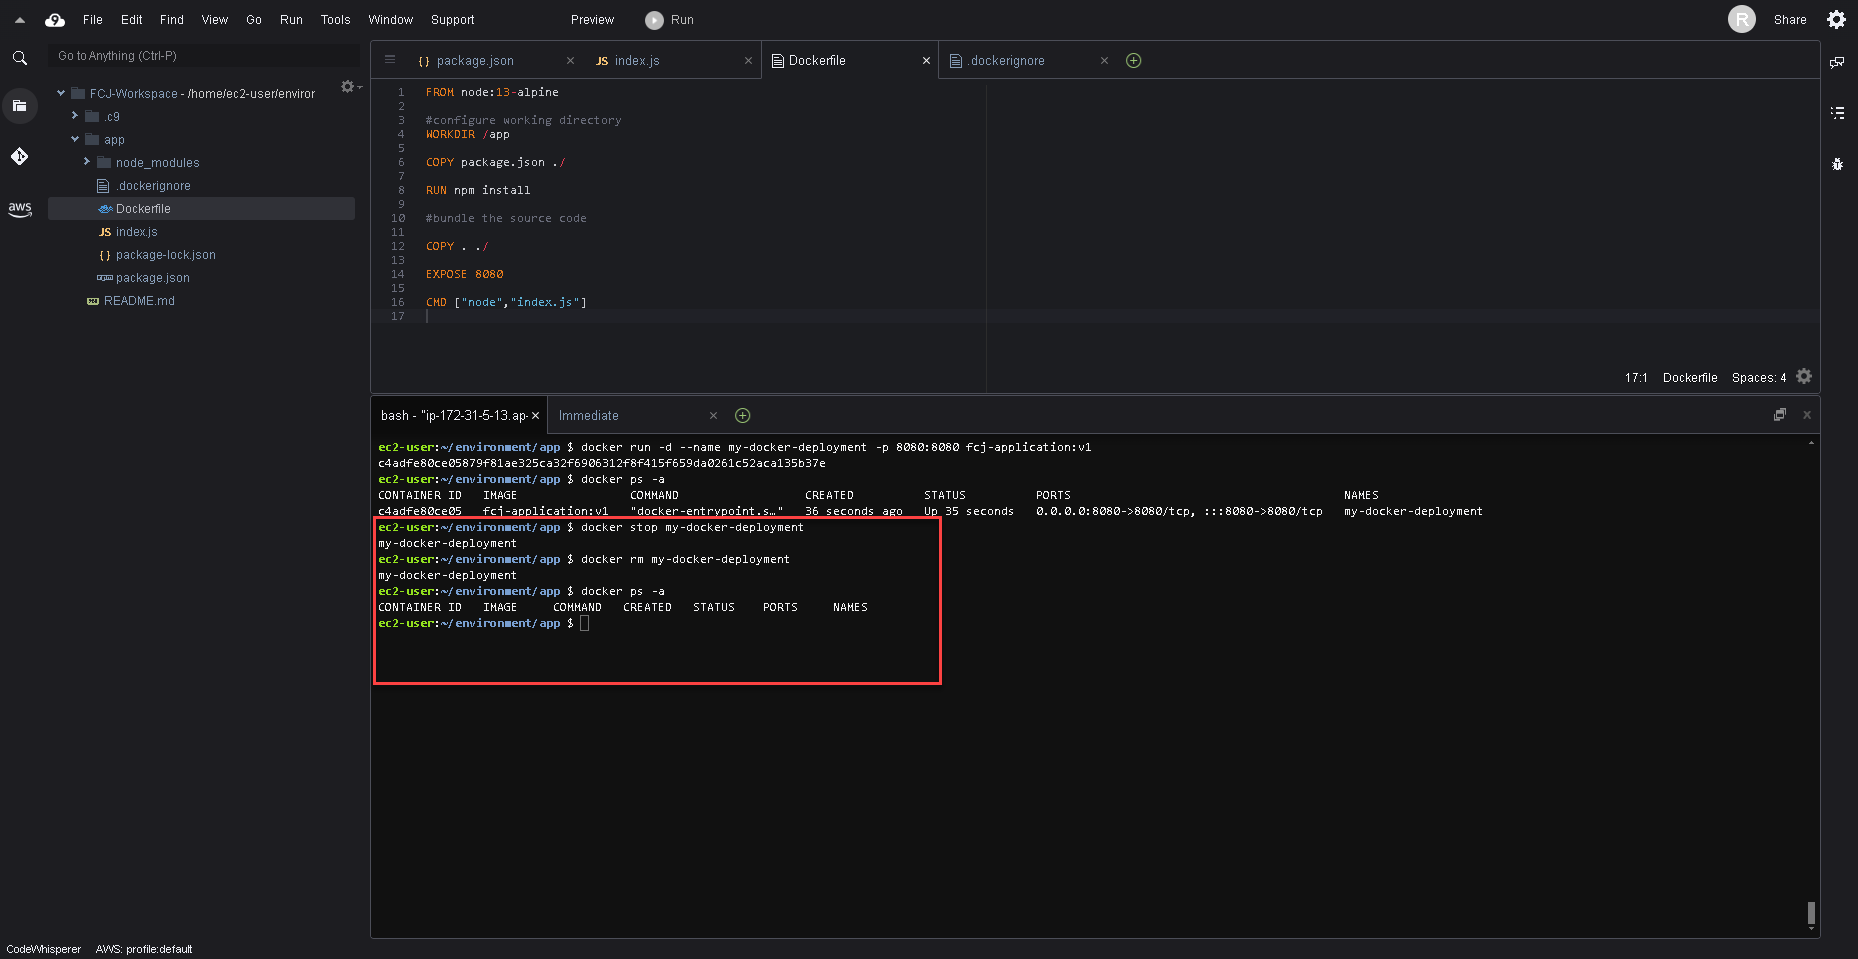 File Edit Find View Go Run Tools Window Support Preview Run R Share
Go to Anything (Ctrl-P)
FCJ-Workspace - /home/ec2-user/enviror
.c9
app
node_modules
.dockerignore
Dockerfile
JS index.js
{ } package-lock.json
package.json
README.md
aws
{ } package.json
JS index.js
Dockerfile
.dockerignore
1 FROM node:13-alpine
2
3 #configure working directory
4 WORKDIR /app
5
6 COPY package.json ./
7
8 RUN npm install
9
10 #bundle the source code
11
12 COPY . ./
13
14 EXPOSE 8080
15
16 CMD ["node","index.js"]
17
17:1 Dockerfile Spaces: 4
bash - "ip-172-31-5-13.ap-
Immediate
ec2-user:~/environment/app $ docker run -d --name my-docker-deployment -p 8080:8080 fcj-application:v1
c4adfe80ce05879f81ae325ca32f6906312f8f415f659da0261c52aca135b37e
ec2-user:~/environment/app $ docker ps -a
CONTAINER ID IMAGE COMMAND CREATED STATUS PORTS NAMES
c4adfe80ce05 fcj-application:v1 "docker-entrypoint.s…" 36 seconds ago Up 35 seconds 0.0.0.0:8080->8080/tcp, :::8080->8080/tcp my-docker-deployment
ec2-user:~/environment/app $ docker stop my-docker-deployment
my-docker-deployment
ec2-user:~/environment/app $ docker rm my-docker-deployment
my-docker-deployment
ec2-user:~/environment/app $ docker ps -a
CONTAINER ID IMAGE COMMAND CREATED STATUS PORTS NAMES
ec2-user:~/environment/app $
CodeWhisperer AWS: profile:default